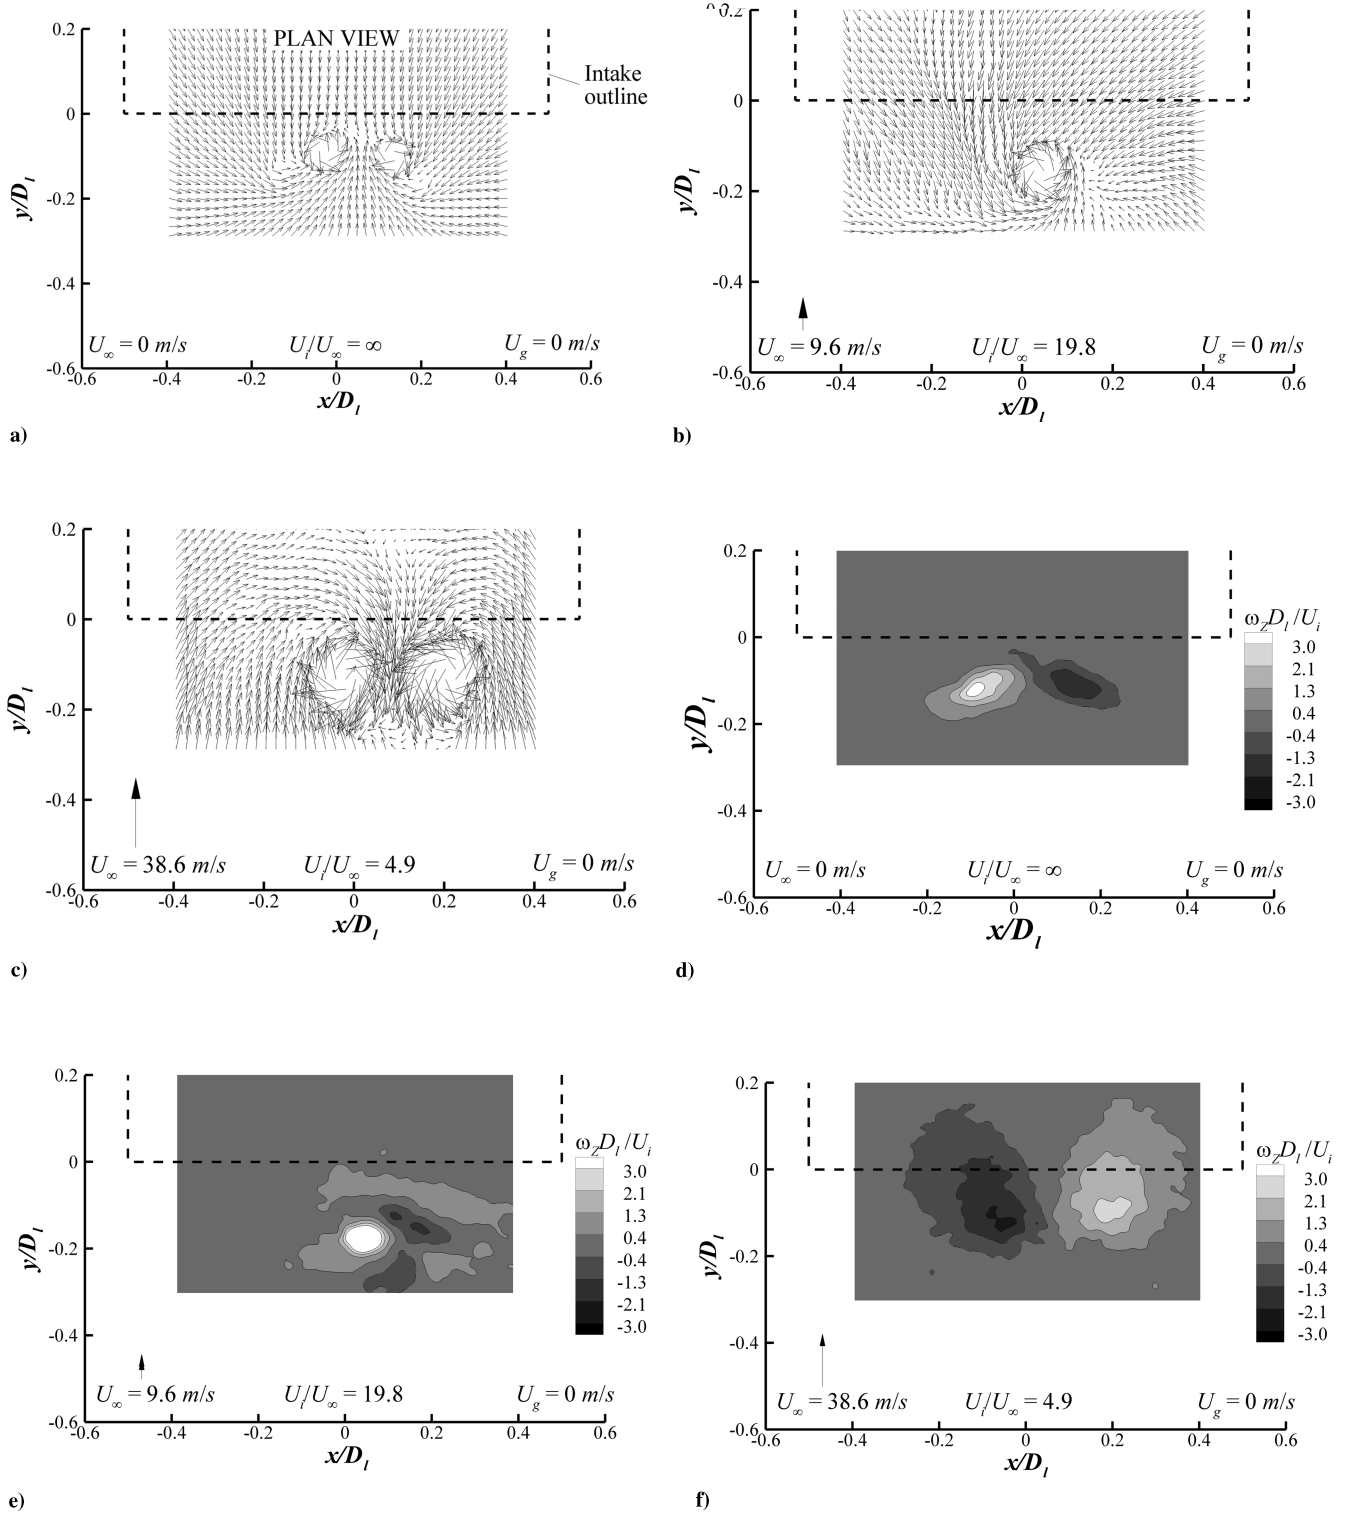 0.2
PLAN VIEW
Intake
outline
0
-0.2
y/D_l
-0.4
U_∞ = 0 m/s U_i/U_∞ = ∞ U_g = 0 m/s
-0.6
-0.6 -0.4 -0.2 0 0.2 0.4 0.6
x/D_l
a)
0.2
0
-0.2
y/D_l
-0.4
U_∞ = 9.6 m/s U_i/U_∞ = 19.8 U_g = 0 m/s
-0.6
-0.6 -0.4 -0.2 0 0.2 0.4 0.6
x/D_l
b)
0.2
0
-0.2
y/D_l
-0.4
U_∞ = 38.6 m/s U_i/U_∞ = 4.9 U_g = 0 m/s
-0.6
-0.6 -0.4 -0.2 0 0.2 0.4 0.6
x/D_l
c)
0.2
0
-0.2
y/D_l
-0.4
ω_Z D_l /U_i
3.0
2.1
1.3
0.4
-0.4
-1.3
-2.1
-3.0
U_∞ = 0 m/s U_i/U_∞ = ∞ U_g = 0 m/s
-0.6
-0.6 -0.4 -0.2 0 0.2 0.4 0.6
x/D_l
d)
0.2
0
-0.2
y/D_l
-0.4
ω_Z D_l /U_i
3.0
2.1
1.3
0.4
-0.4
-1.3
-2.1
-3.0
U_∞ = 9.6 m/s U_i/U_∞ = 19.8 U_g = 0 m/s
-0.6
-0.6 -0.4 -0.2 0 0.2 0.4 0.6
x/D_l
e)
0.2
0
-0.2
y/D_l
-0.4
ω_Z D_l /U_i
3.0
2.1
1.3
0.4
-0.4
-1.3
-2.1
-3.0
U_∞ = 38.6 m/s U_i/U_∞ = 4.9 U_g = 0 m/s
-0.6
-0.6 -0.4 -0.2 0 0.2 0.4 0.6
x/D_l
f)